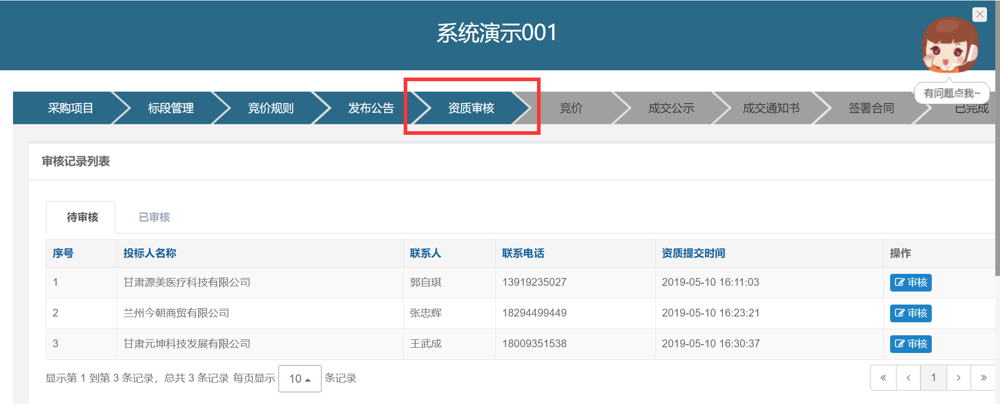 系统演示001
有问题点我~
采购项目 标段管理 竞价规则 发布公告 资质审核 竞价 成交公示 成交通知书 签署合同 已完成
审核记录列表
待审核 已审核
序号 投标人名称 联系人 联系电话 资质提交时间 操作
1 甘肃源美医疗科技有限公司 郭自琪 13919235027 2019-05-10 16:11:03 审核
2 兰州今朝商贸有限公司 张忠辉 18294499449 2019-05-10 16:23:21 审核
3 甘肃元坤科技发展有限公司 王武成 18009351538 2019-05-10 16:30:37 审核
显示第 1 到第 3 条记录，总共 3 条记录 每页显示 10 条记录 « ‹ 1 › »